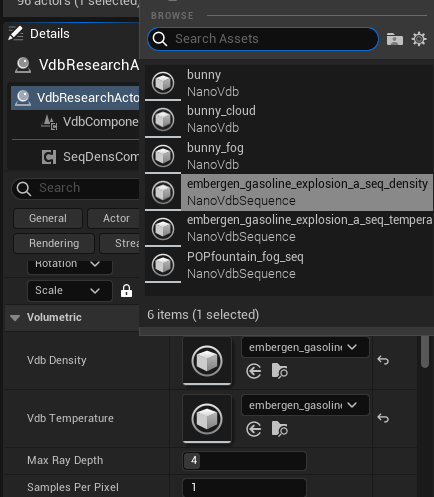 96 actors (1 selected)
Details
VdbResearchA
VdbResearchActo
VdbCompone
SeqDensCom
Search
General
Actor
Rendering
Strea
Rotation
Scale
Volumetric
Vdb Density
embergen_gasoline
Vdb Temperature
embergen_gasoline
Max Ray Depth
4
Samples Per Pixel
1
BROWSE
Search Assets
bunny
NanoVdb
bunny_cloud
NanoVdb
bunny_fog
NanoVdb
embergen_gasoline_explosion_a_seq_density
NanoVdbSequence
embergen_gasoline_explosion_a_seq_tempera
NanoVdbSequence
POPfountain_fog_seq
NanoVdbSequence
6 items (1 selected)